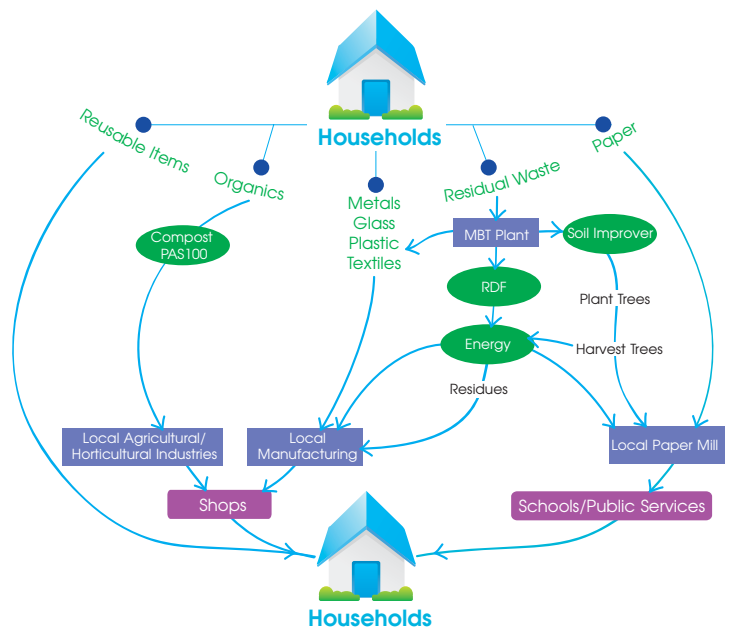 Households
Reusable Items
Organics
Metals
Glass
Plastic
Textiles
Residual Waste
Paper
Compost
PAS100
MBT Plant
Soil Improver
RDF
Plant Trees
Energy
Harvest Trees
Residues
Local Agricultural/
Horticultural Industries
Local
Manufacturing
Local Paper Mill
Shops
Schools/Public Services
Households